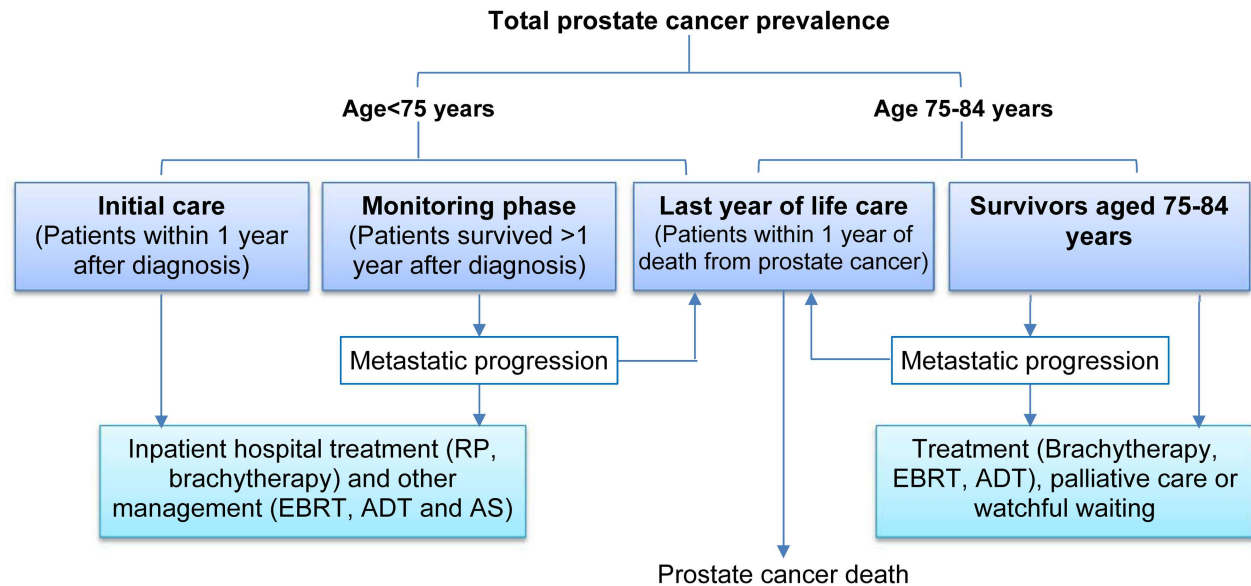 Total prostate cancer prevalence
Age<75 years
Age 75-84 years
Initial care
(Patients within 1 year
after diagnosis)
Monitoring phase
(Patients survived >1
year after diagnosis)
Last year of life care
(Patients within 1 year of
death from prostate cancer)
Survivors aged 75-84
years
Metastatic progression
Metastatic progression
Inpatient hospital treatment (RP,
brachytherapy) and other
management (EBRT, ADT and AS)
Treatment (Brachytherapy,
EBRT, ADT), palliative care or
watchful waiting
Prostate cancer death